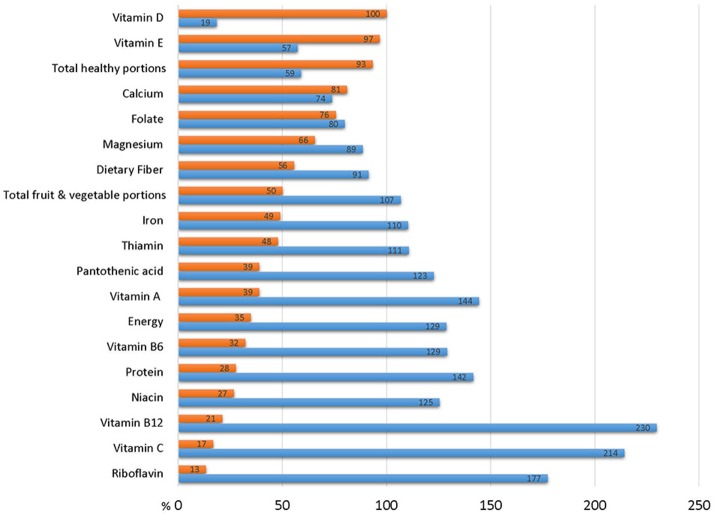 Vitamin D 100
19
Vitamin E 97
57
Total healthy portions 93
59
Calcium 81
74
Folate 76
80
Magnesium 66
89
Dietary Fiber 56
91
Total fruit & vegetable portions 50
107
Iron 49
110
Thiamin 48
111
Pantothenic acid 39
123
Vitamin A 39
144
Energy 35
129
Vitamin B6 32
129
Protein 28
142
Niacin 27
125
Vitamin B12 21
230
Vitamin C 17
214
Riboflavin 13
177
% 0 50 100 150 200 250